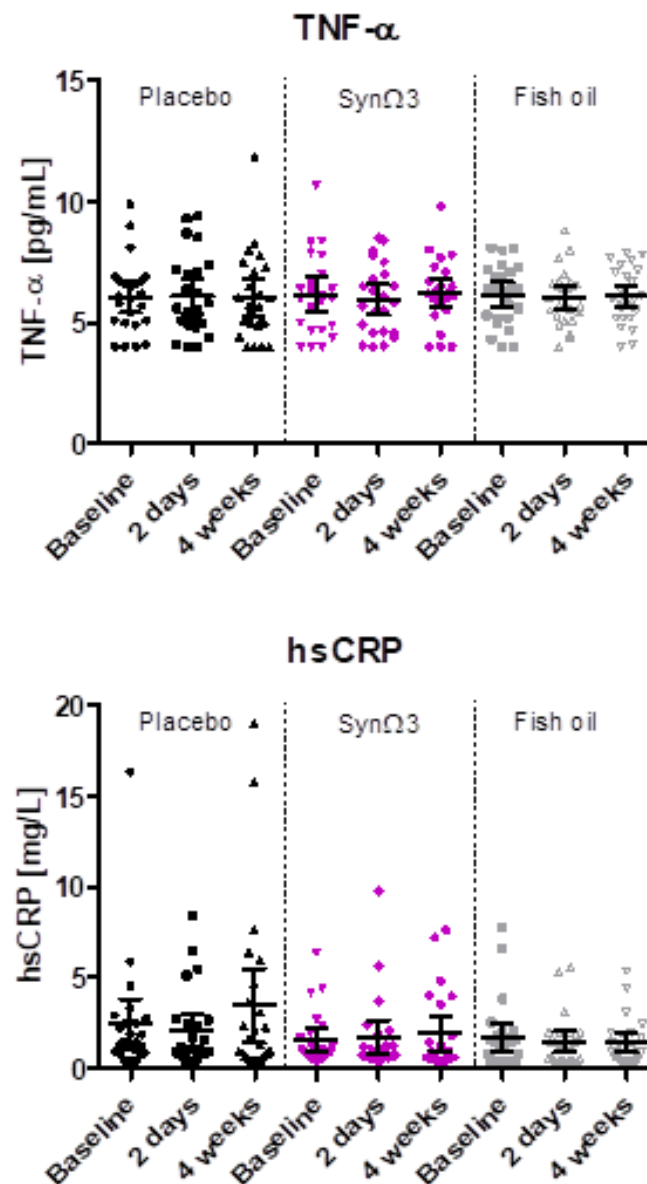 TNF-α
15
Placebo
SynΩ3
Fish oil
10
5
0
TNF-α [pg/mL]
Baseline
2 days
4 weeks
Baseline
2 days
4 weeks
Baseline
2 days
4 weeks
hsCRP
20
Placebo
SynΩ3
Fish oil
15
10
5
0
hsCRP [mg/L]
Baseline
2 days
4 weeks
Baseline
2 days
4 weeks
Baseline
2 days
4 weeks